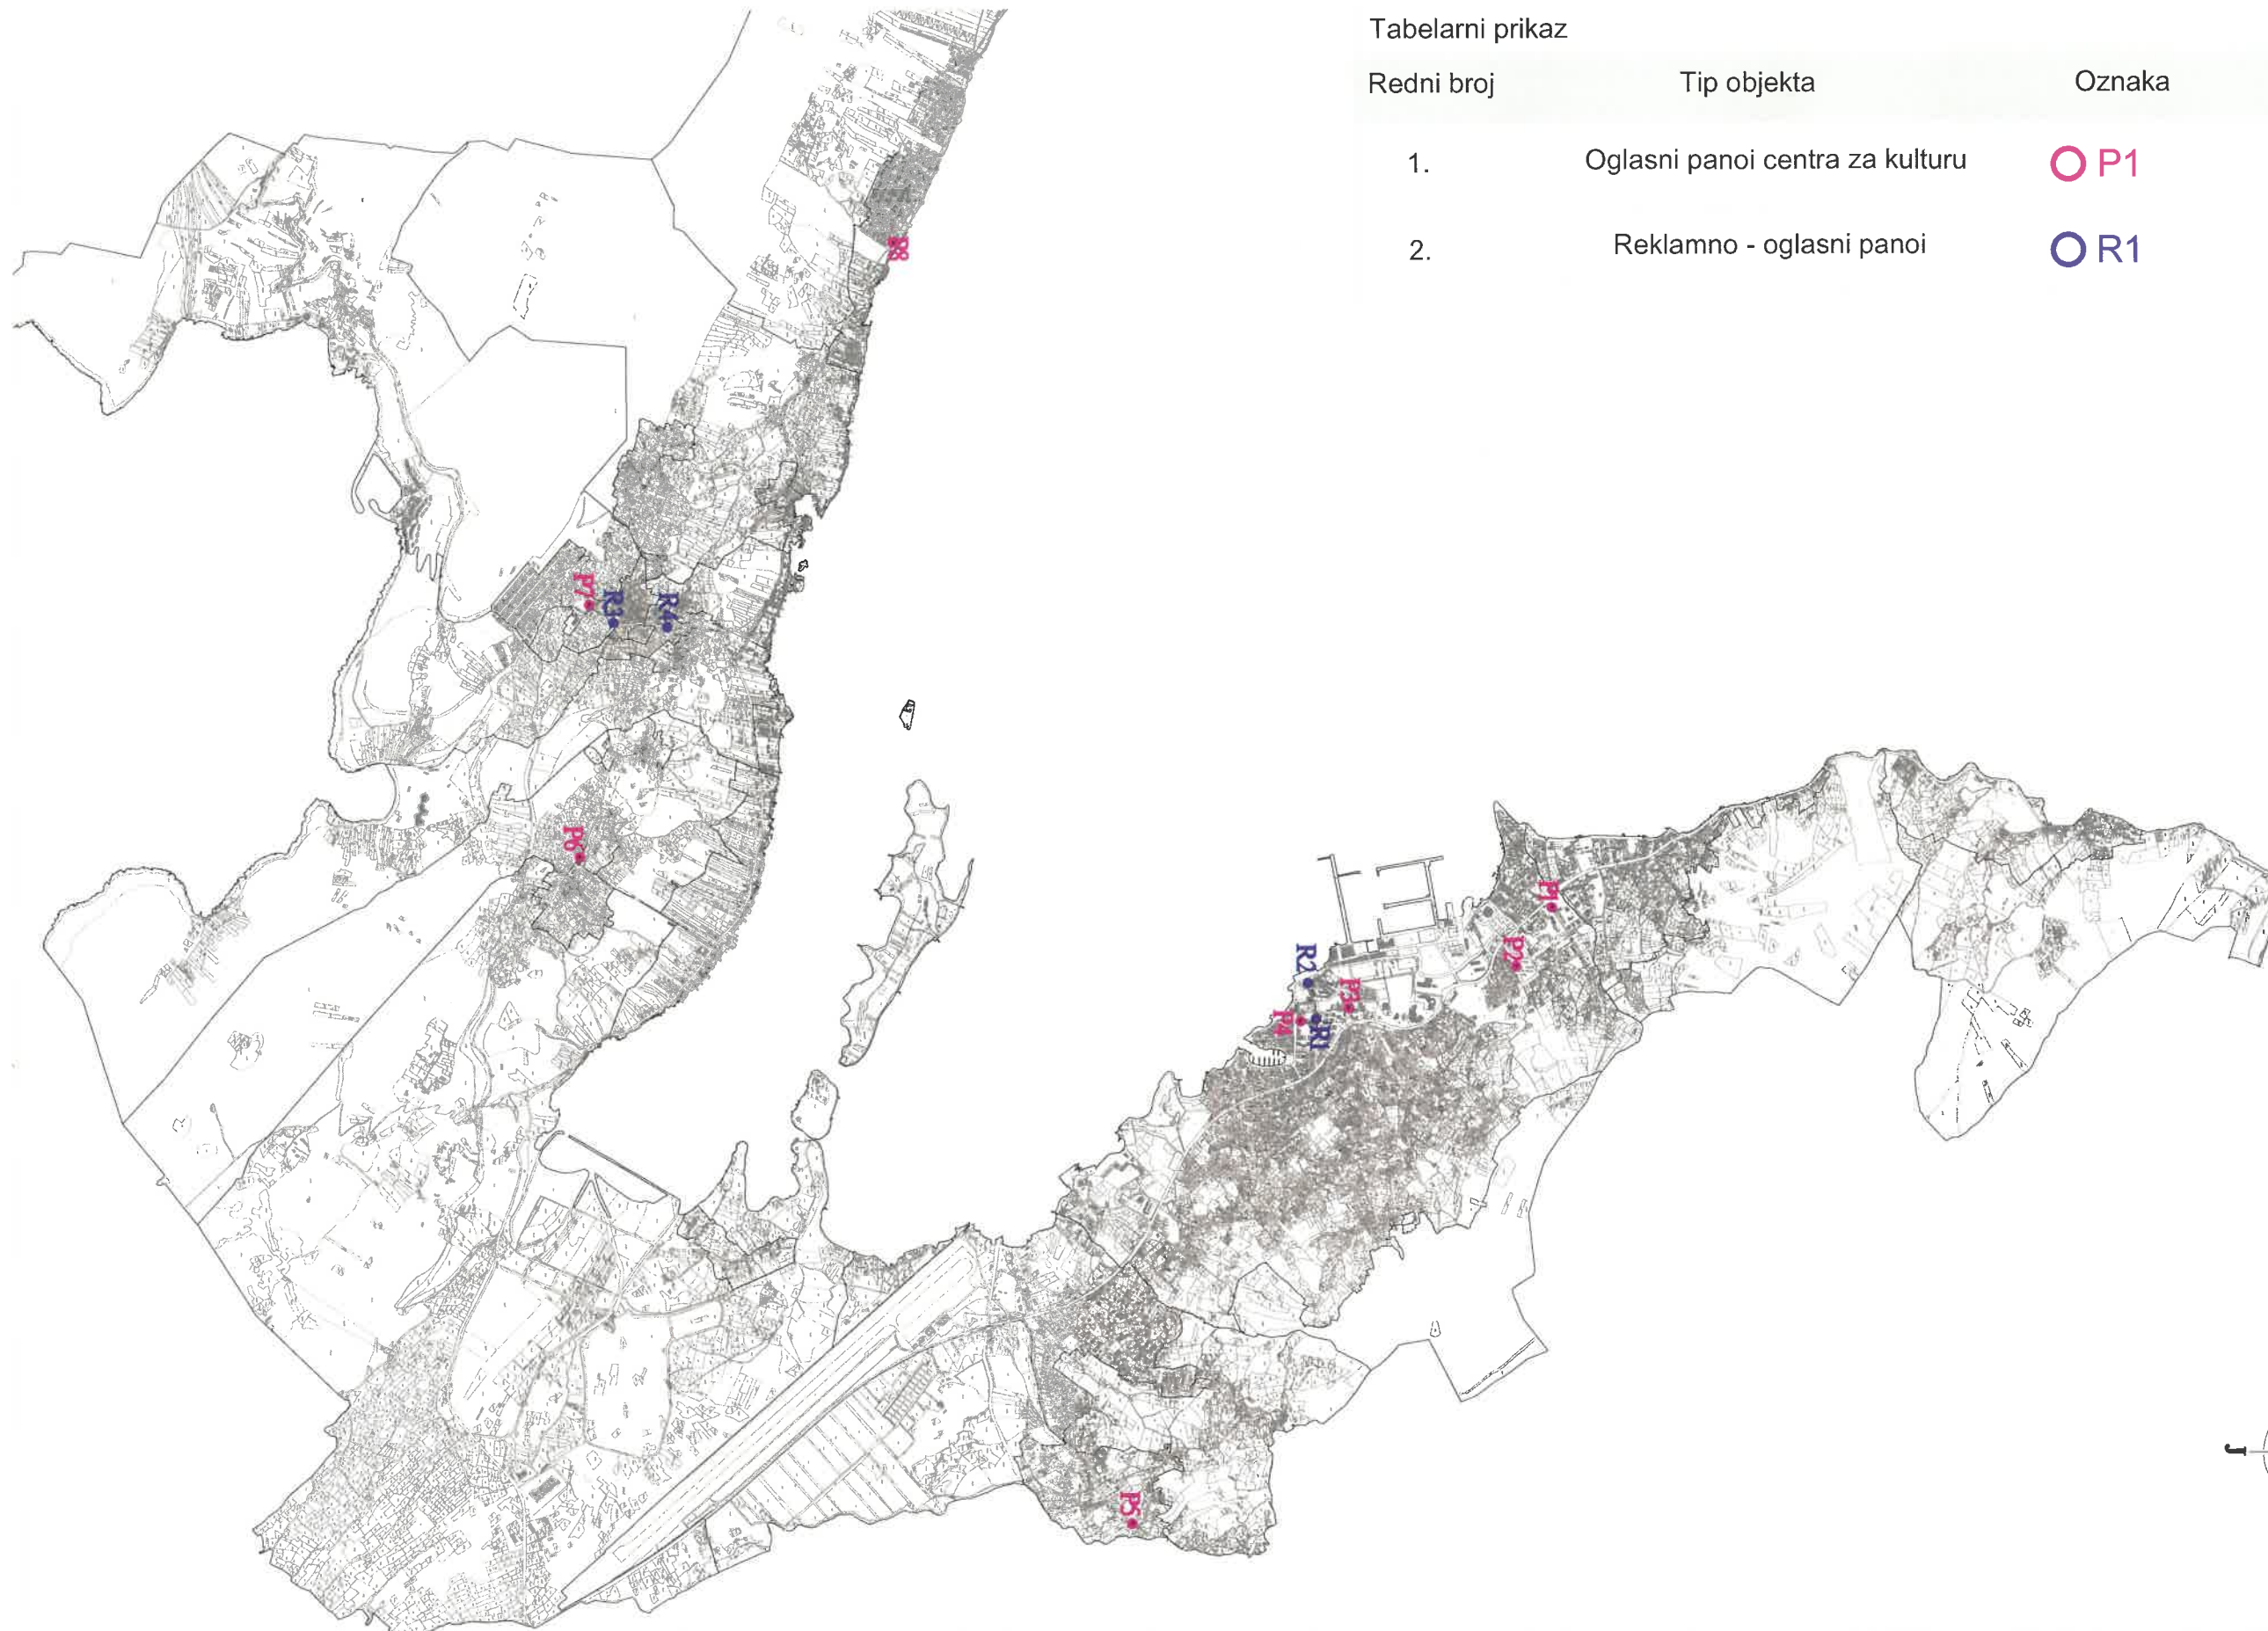 Tabelarni prikaz
Redni broj Tip objekta Oznaka
1. Oglasni panoi centra za kulturu P1
2. Reklamno - oglasni panoi R1
P7
R3
R4
P6
P1
P2
R2
P3
P4
R1
P5
J